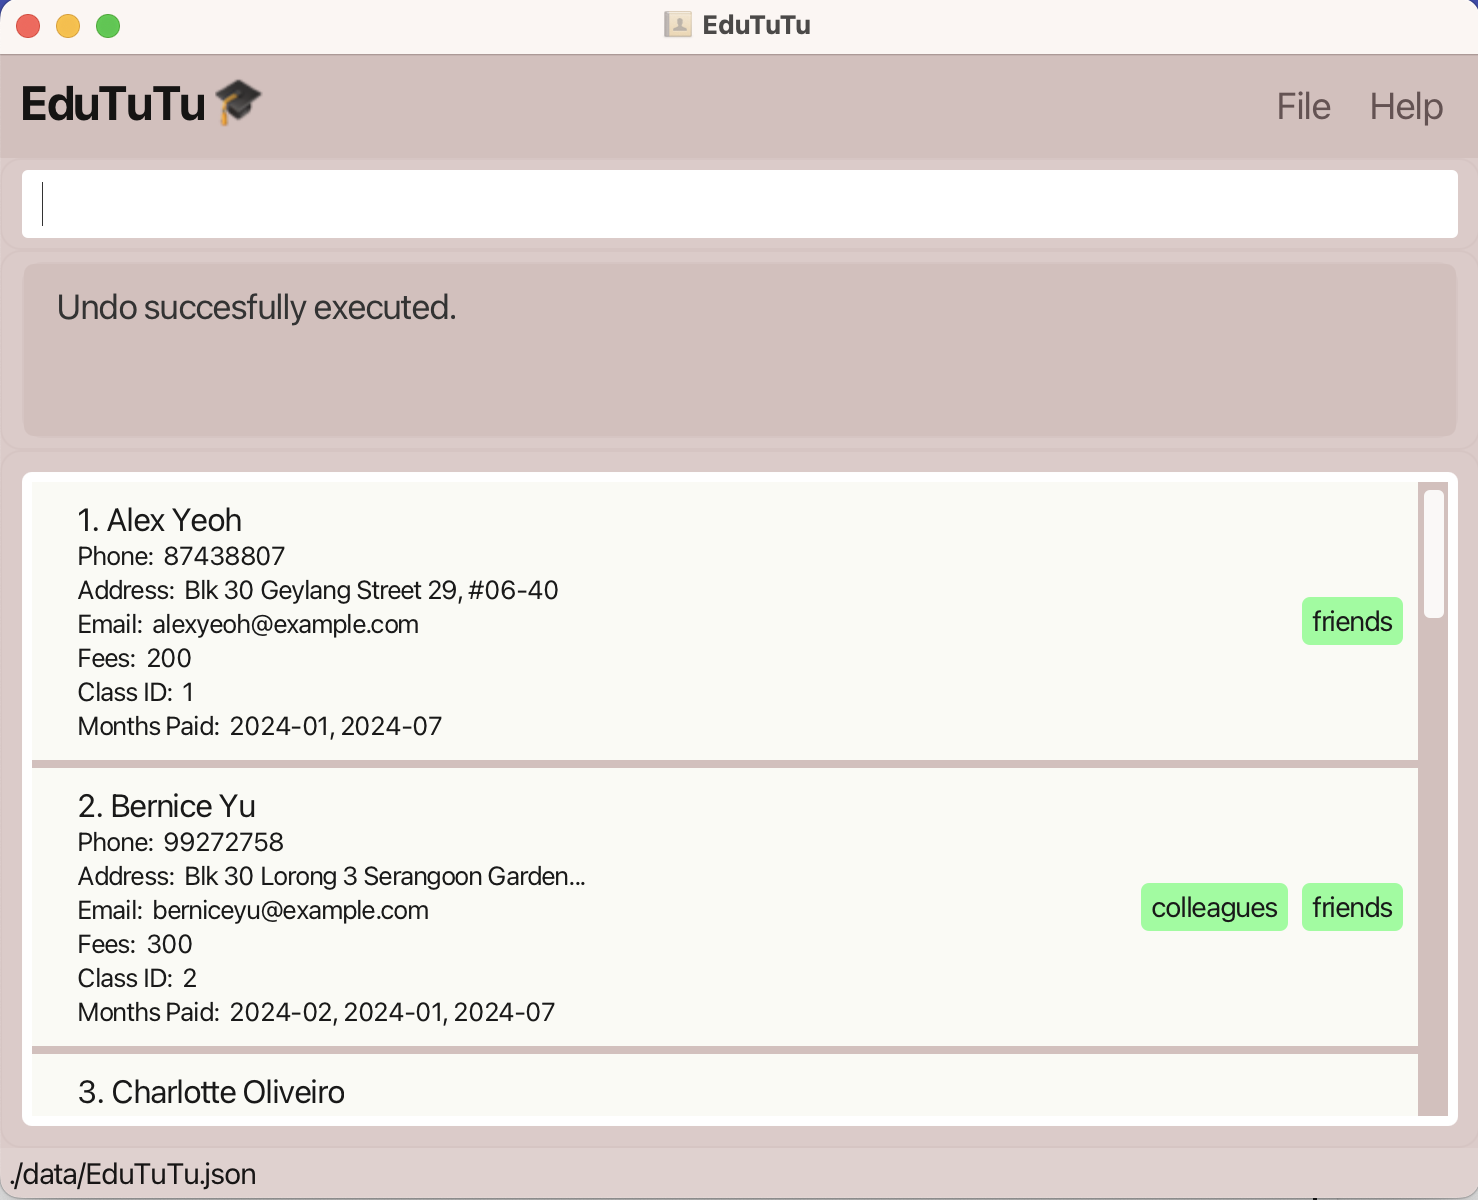 EduTuTu
EduTuTu
File Help
Undo succesfully executed.
1. Alex Yeoh
Phone: 87438807
Address: Blk 30 Geylang Street 29, #06-40
Email: alexyeoh@example.com
Fees: 200
Class ID: 1
Months Paid: 2024-01, 2024-07
friends
2. Bernice Yu
Phone: 99272758
Address: Blk 30 Lorong 3 Serangoon Garden...
Email: berniceyu@example.com
Fees: 300
Class ID: 2
Months Paid: 2024-02, 2024-01, 2024-07
colleagues friends
3. Charlotte Oliveiro
./data/EduTuTu.json